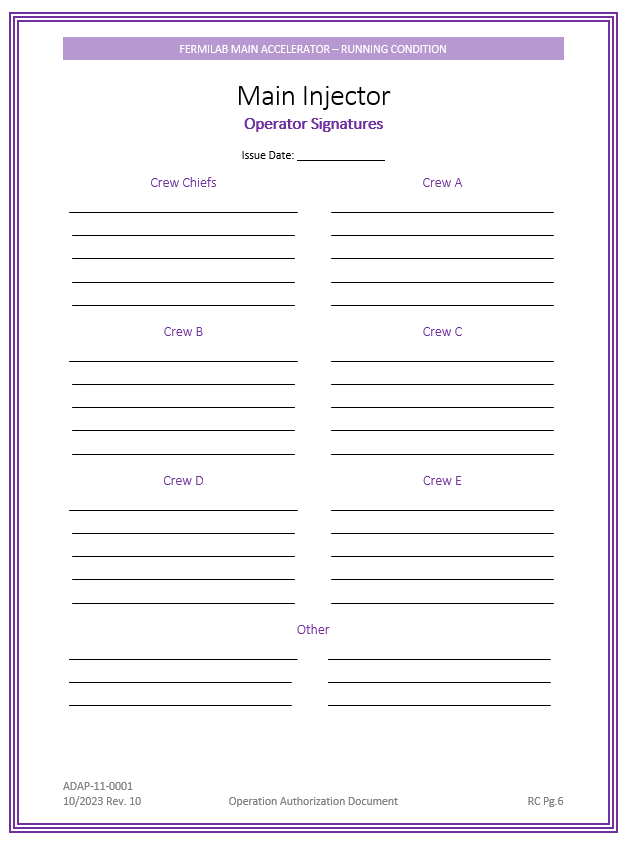 FERMILAB MAIN ACCELERATOR – RUNNING CONDITION
Main Injector
Operator Signatures
Issue Date: _______________
Crew Chiefs
Crew A
Crew B
Crew C
Crew D
Crew E
Other
ADAP-11-0001
10/2023 Rev. 10 Operation Authorization Document RC Pg.6